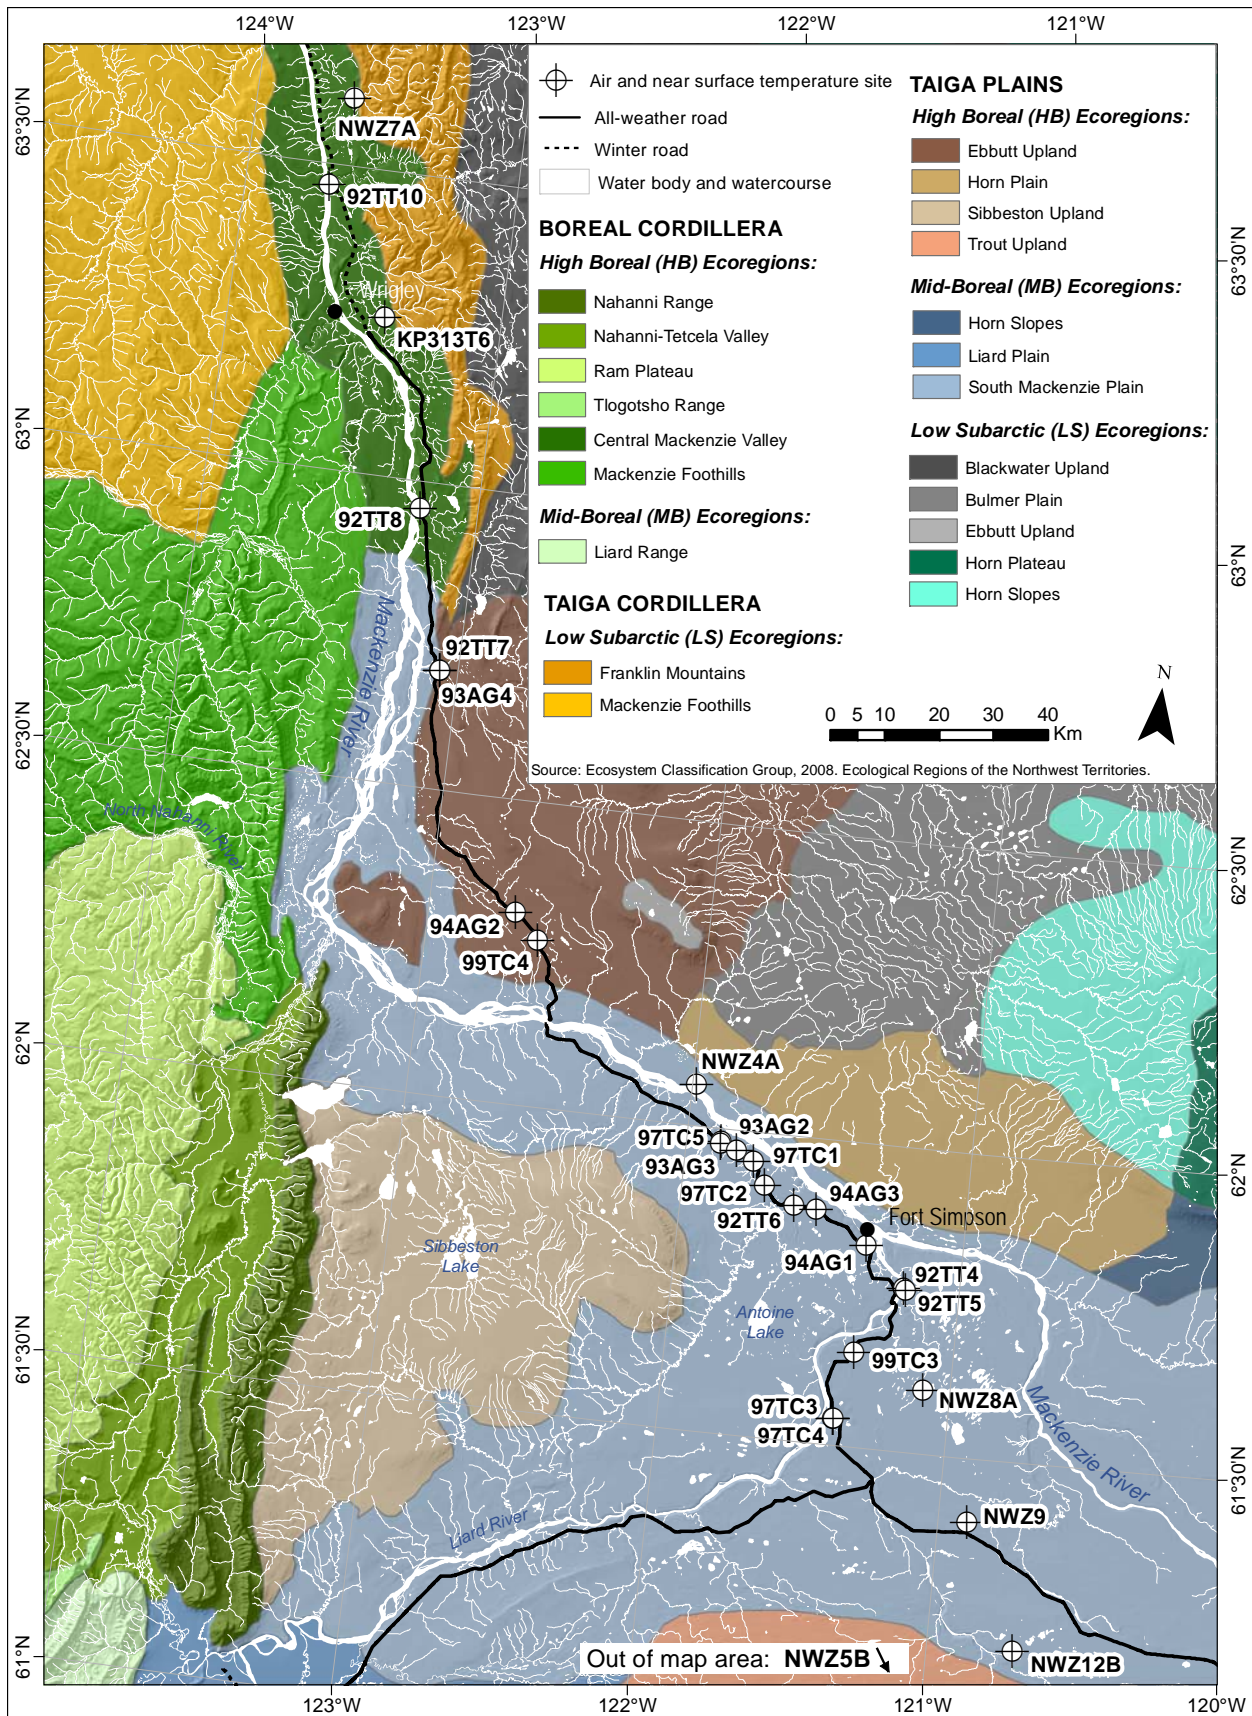 124°W
123°W
122°W
121°W
63°30'N
63°N
62°30'N
62°N
61°30'N
61°N
63°30'N
63°N
62°30'N
62°N
61°30'N
123°W
122°W
121°W
120°W
Air and near surface temperature site
All-weather road
Winter road
Water body and watercourse
BOREAL CORDILLERA
High Boreal (HB) Ecoregions:
Nahanni Range
Nahanni-Tetcela Valley
Ram Plateau
Tlogotsho Range
Central Mackenzie Valley
Mackenzie Foothills
Mid-Boreal (MB) Ecoregions:
Liard Range
TAIGA CORDILLERA
Low Subarctic (LS) Ecoregions:
Franklin Mountains
Mackenzie Foothills
TAIGA PLAINS
High Boreal (HB) Ecoregions:
Ebbutt Upland
Horn Plain
Sibbeston Upland
Trout Upland
Mid-Boreal (MB) Ecoregions:
Horn Slopes
Liard Plain
South Mackenzie Plain
Low Subarctic (LS) Ecoregions:
Blackwater Upland
Bulmer Plain
Ebbutt Upland
Horn Plateau
Horn Slopes
N
0 5 10 20 30 40
Km
Source: Ecosystem Classification Group, 2008. Ecological Regions of the Northwest Territories.
NWZ7A
92TT10
Wrigley
KP313T6
92TT8
Mackenzie River
92TT7
93AG4
North Nahanni River
94AG2
99TC4
NWZ4A
93AG2
97TC5
93AG3
97TC1
97TC2
94AG3
92TT6
Fort Simpson
94AG1
92TT4
92TT5
Sibbeston
Lake
Antoine
Lake
99TC3
NWZ8A
97TC3
97TC4
Mackenzie River
Liard River
NWZ9
NWZ12B
Out of map area: NWZ5B